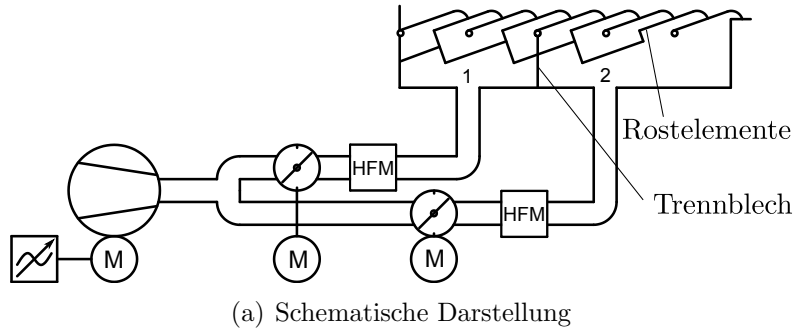 1
2
Rostelemente
HFM
Trennblech
HFM
M
M
M
(a) Schematische Darstellung